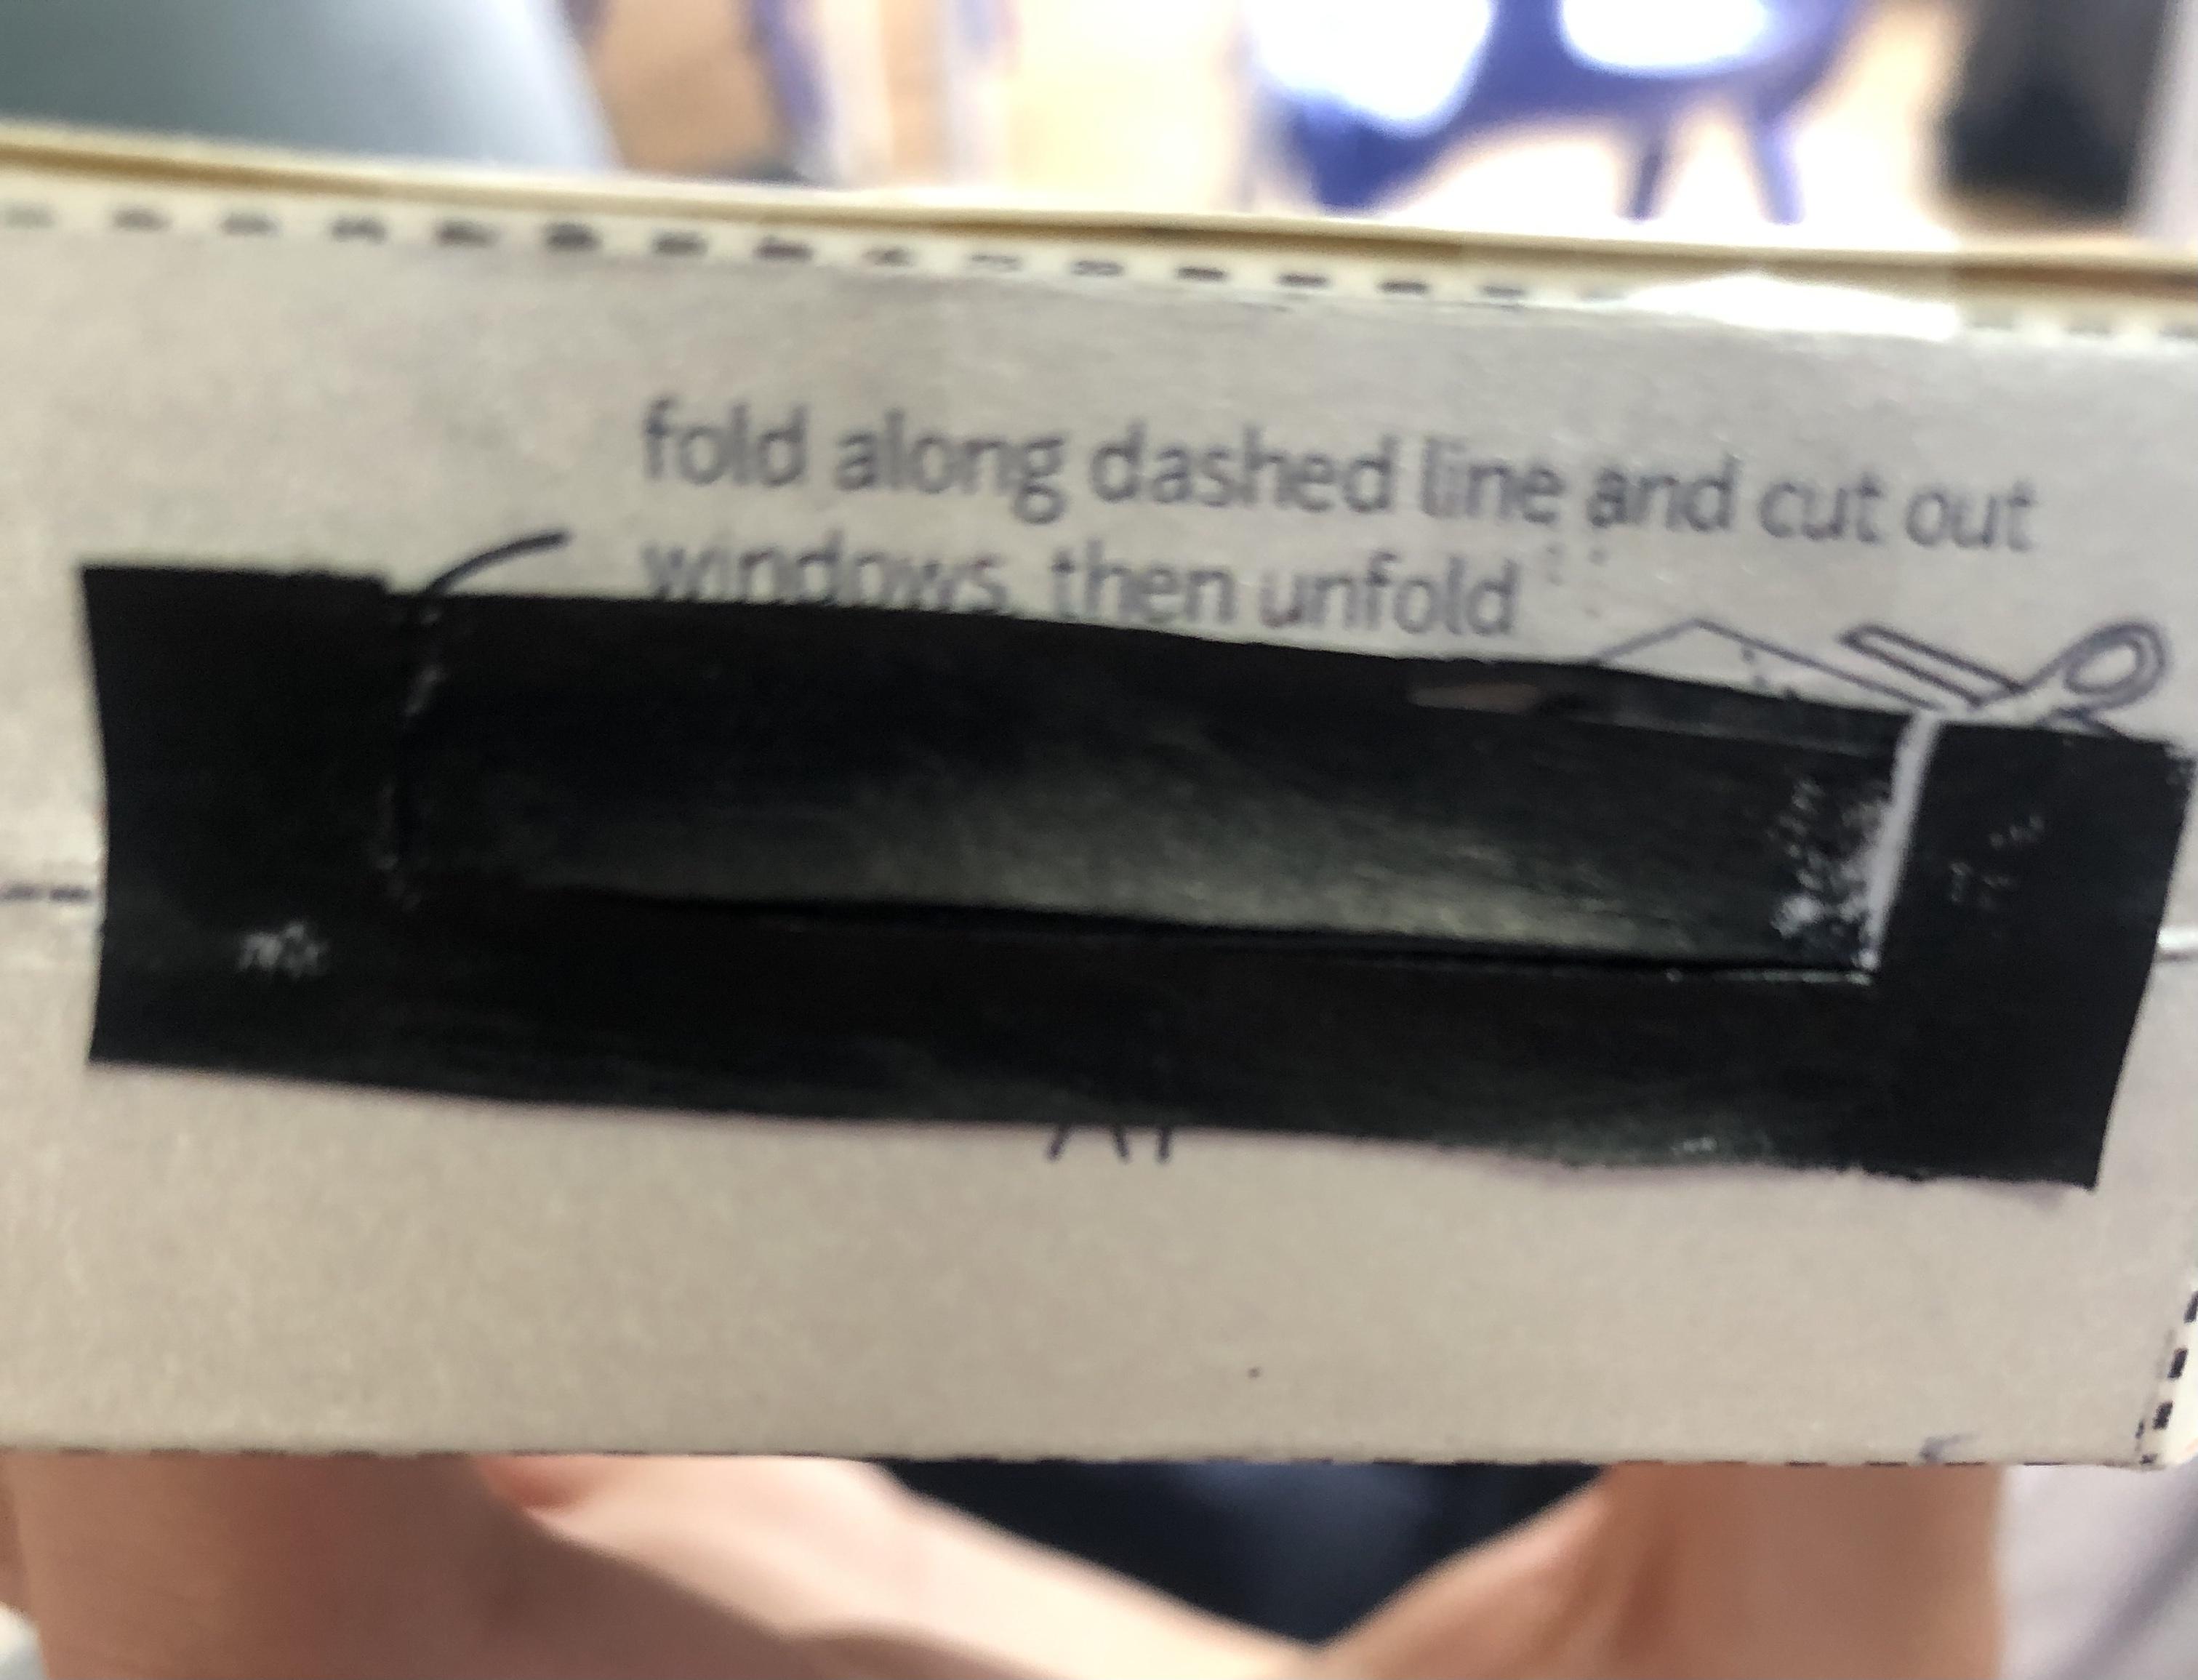 fold along dashed line and cut out
windows, then unfold